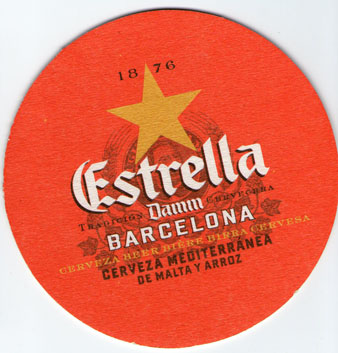 1876
Estrella
TRADICIÓN Damm CERVECERA
BARCELONA
CERVEZA BEER BIÈRE BIRRA CERVESA
CERVEZA MEDITERRÁNEA
DE MALTA Y ARROZ